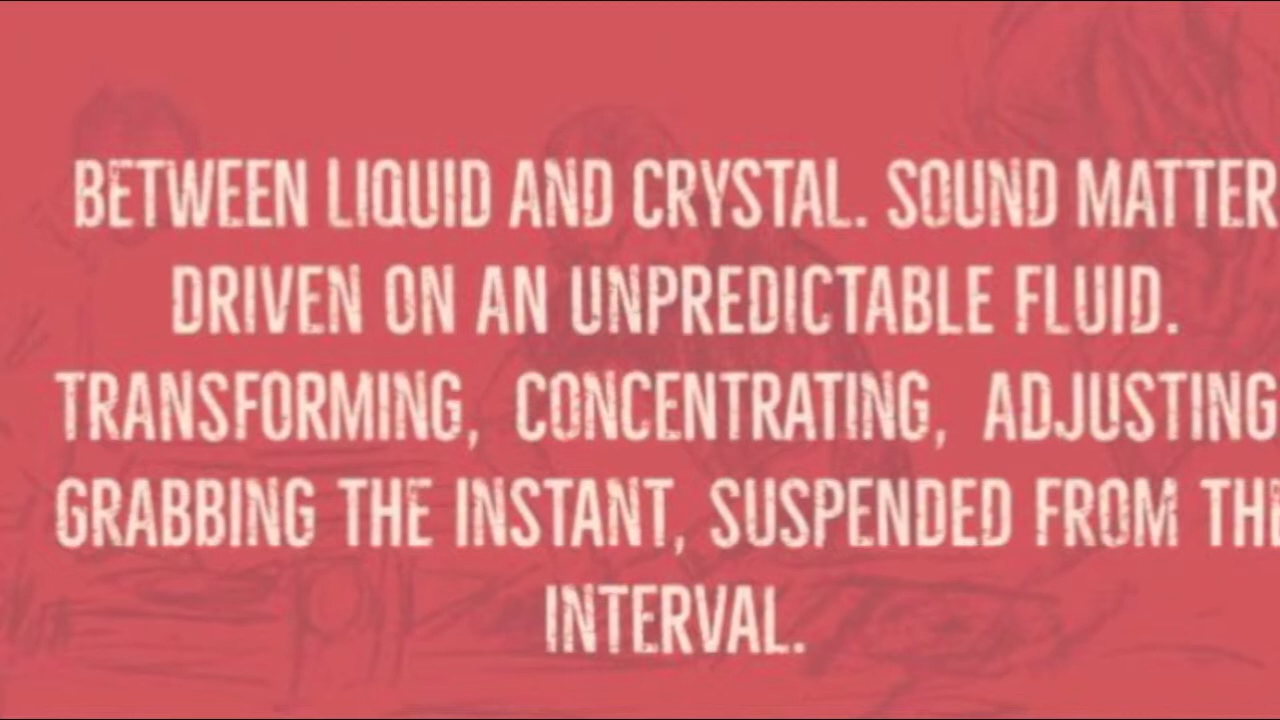 BETWEEN LIQUID AND CRYSTAL. SOUND MATTER
DRIVEN ON AN UNPREDICTABLE FLUID.
TRANSFORMING, CONCENTRATING, ADJUSTING
GRABBING THE INSTANT, SUSPENDED FROM THE
INTERVAL.